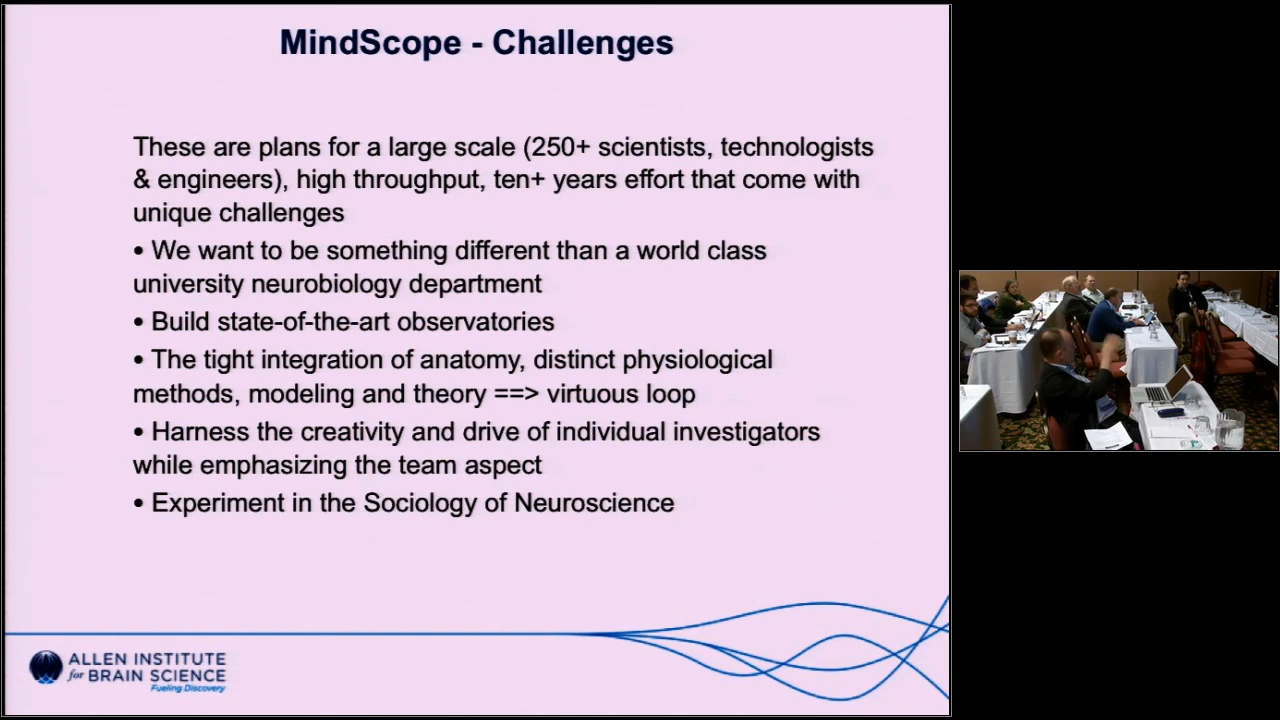 MindScope - Challenges
These are plans for a large scale (250+ scientists, technologists
& engineers), high throughput, ten+ years effort that come with
unique challenges
• We want to be something different than a world class
university neurobiology department
• Build state-of-the-art observatories
• The tight integration of anatomy, distinct physiological
methods, modeling and theory ==> virtuous loop
• Harness the creativity and drive of individual investigators
while emphasizing the team aspect
• Experiment in the Sociology of Neuroscience
ALLEN INSTITUTE
for BRAIN SCIENCE
Fueling Discovery